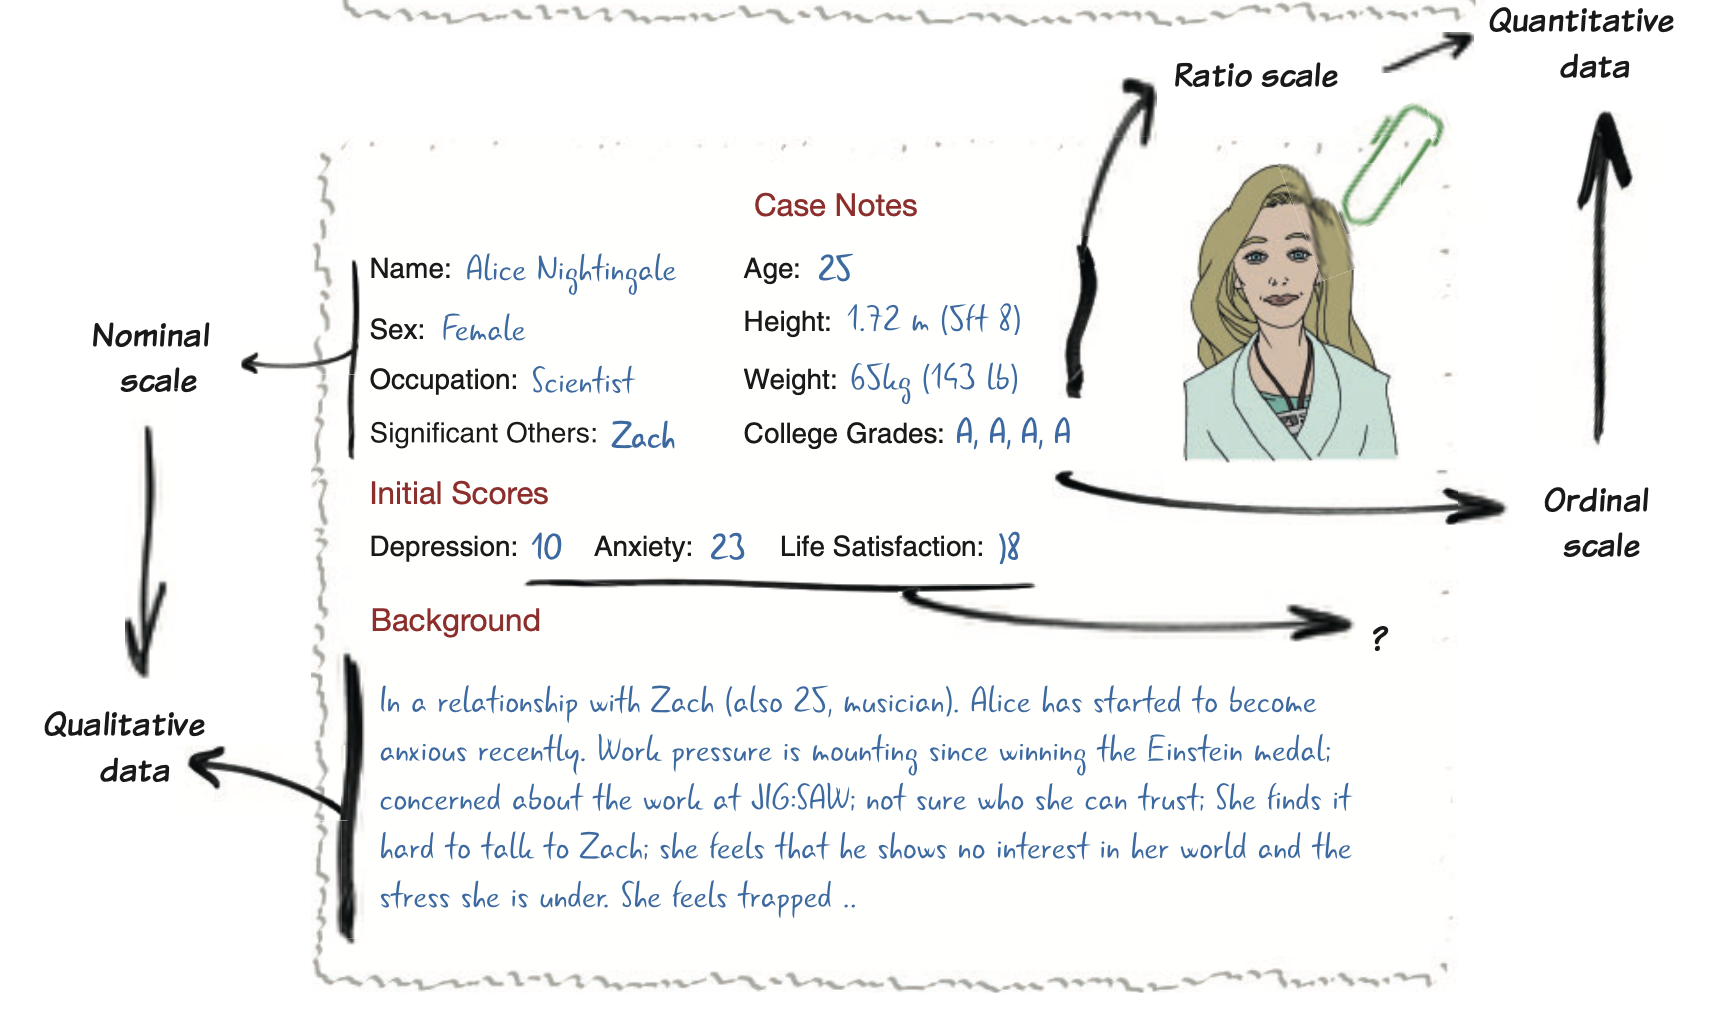 Quantitative
data
Ratio scale
Case Notes
Name: Alice Nightingale
Age: 25
Sex: Female
Height: 1.72 m (5ft 8)
Nominal
scale
Occupation: Scientist
Weight: 65kg (143 lb)
Significant Others: Zach
College Grades: A, A, A, A
Initial Scores
Ordinal
scale
Depression: 10 Anxiety: 23 Life Satisfaction: 18
Background
?
Qualitative
data
In a relationship with Zach (also 25, musician). Alice has started to become
anxious recently. Work pressure is mounting since winning the Einstein medal;
concerned about the work at JIG:SAW; not sure who she can trust; She finds it
hard to talk to Zach; she feels that he shows no interest in her world and the
stress she is under. She feels trapped ..